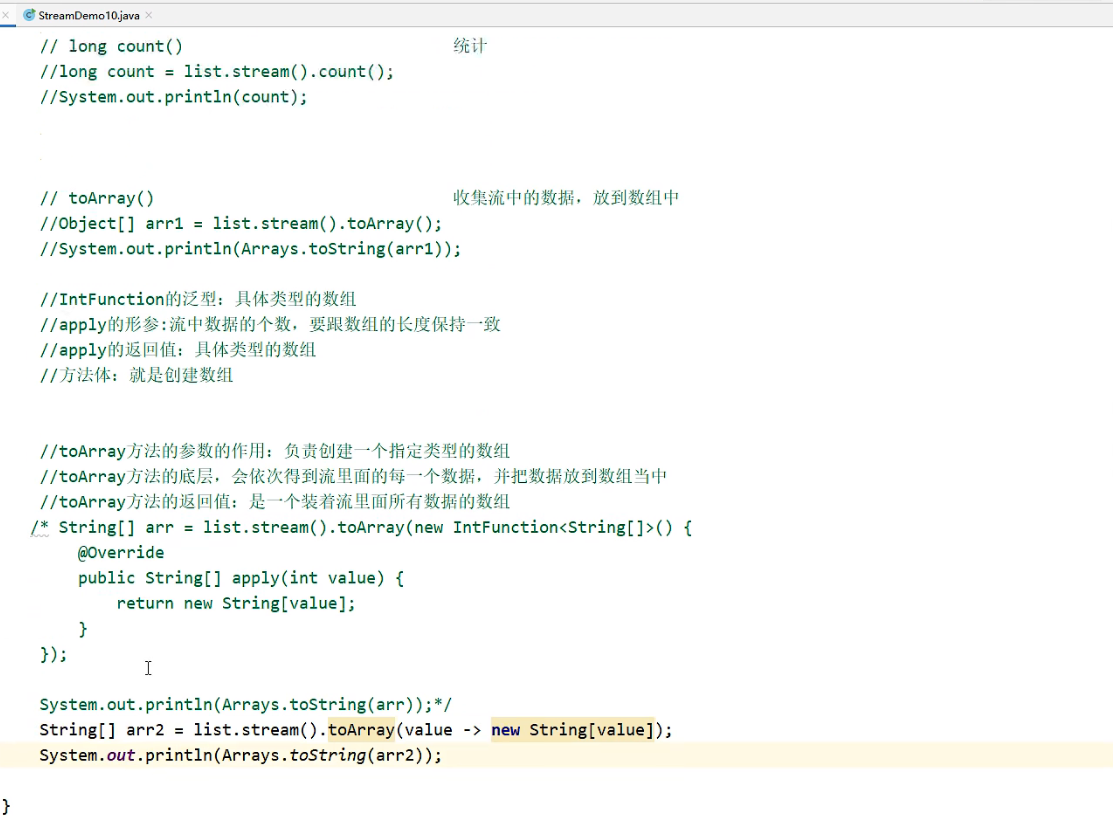 StreamDemo10.java
// long count() 统计
//long count = list.stream().count();
//System.out.println(count);
// toArray() 收集流中的数据，放到数组中
//Object[] arr1 = list.stream().toArray();
//System.out.println(Arrays.toString(arr1));
//IntFunction的泛型：具体类型的数组
//apply的形参:流中数据的个数，要跟数组的长度保持一致
//apply的返回值：具体类型的数组
//方法体：就是创建数组
//toArray方法的参数的作用：负责创建一个指定类型的数组
//toArray方法的底层，会依次得到流里面的每一个数据，并把数据放到数组当中
//toArray方法的返回值：是一个装着流里面所有数据的数组
/* String[] arr = list.stream().toArray(new IntFunction<String[]>() {
@Override
public String[] apply(int value) {
return new String[value];
}
});
System.out.println(Arrays.toString(arr));*/
String[] arr2 = list.stream().toArray(value -> new String[value]);
System.out.println(Arrays.toString(arr2));
}